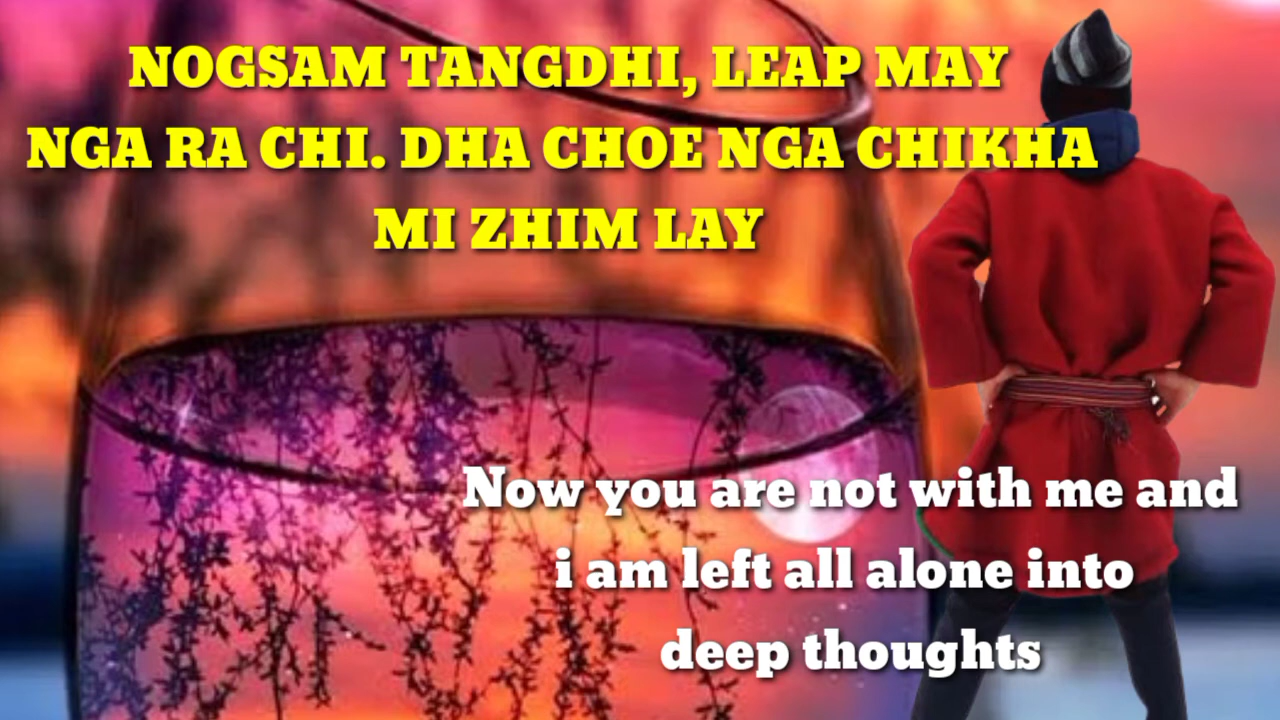 NOGSAM TANGDHI, LEAP MAY
NGA RA CHI. DHA CHOE NGA CHIKHA
MI ZHIM LAY
Now you are not with me and
i am left all alone into
deep thoughts